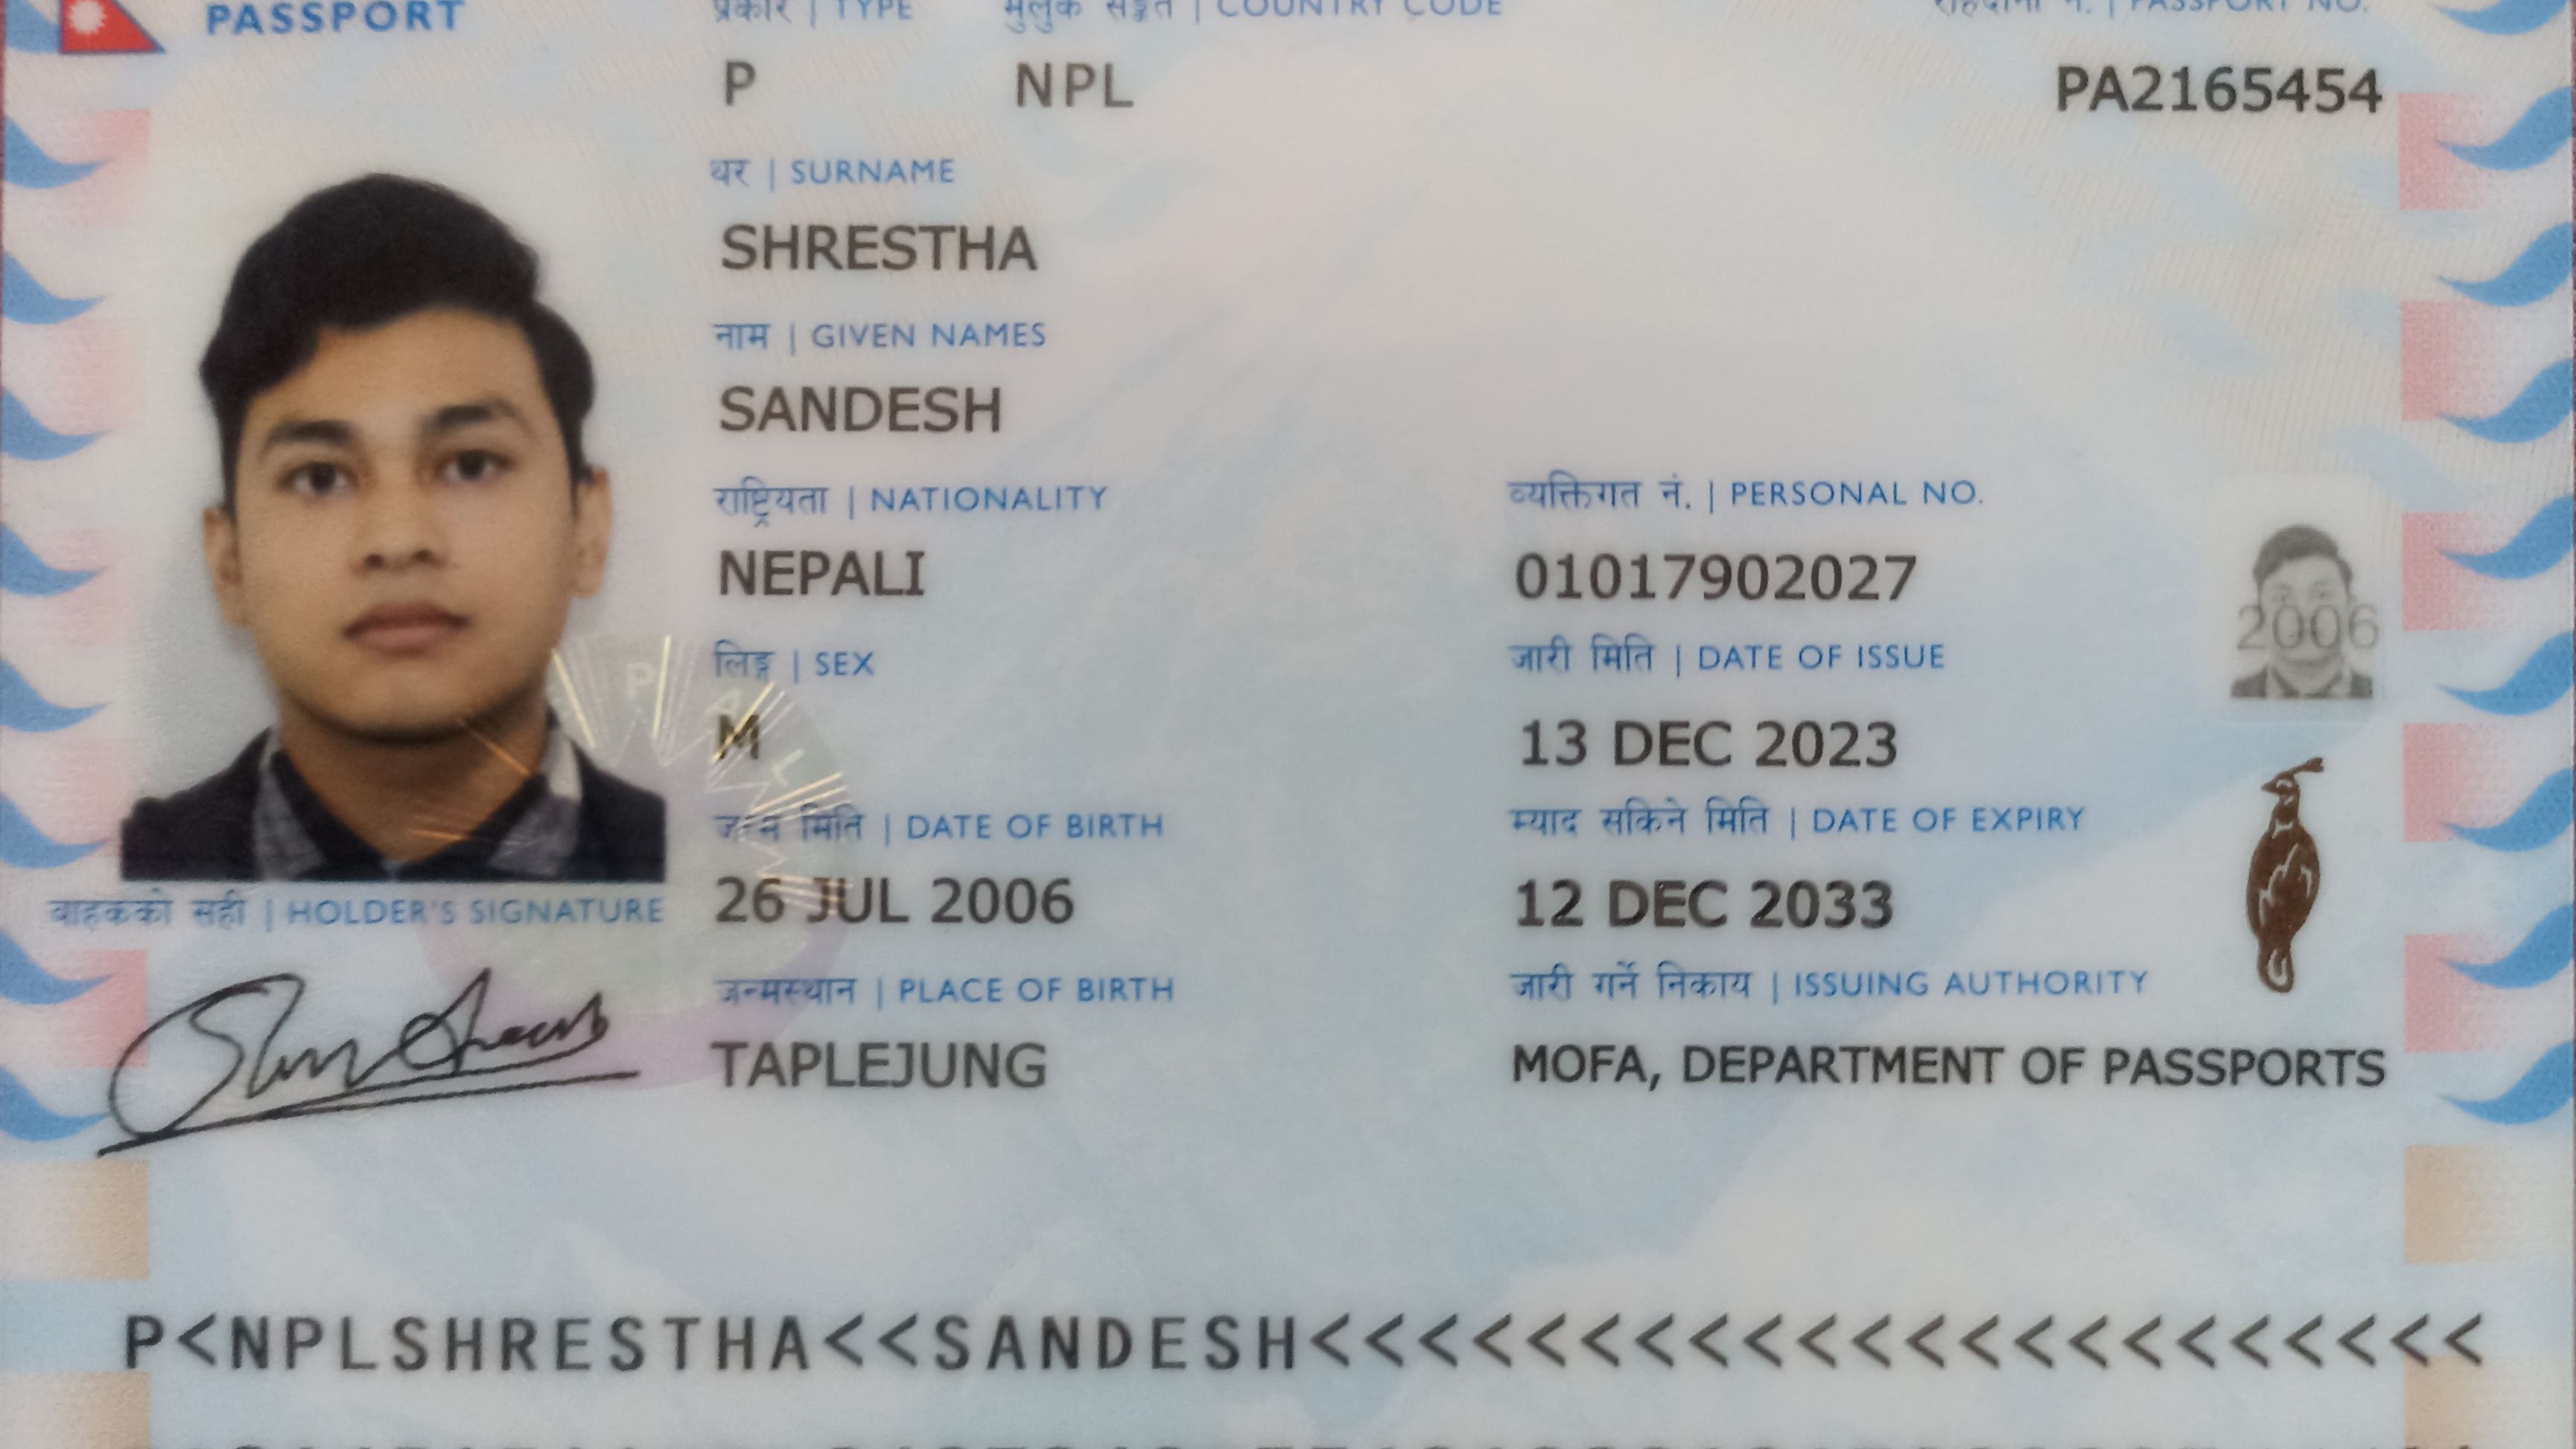 PASSPORT
प्रकार | TYPE
मुलुक सङ्केत | COUNTRY CODE
राहदानी नं. | PASSPORT NO.
P
NPL
PA2165454
थर | SURNAME
SHRESTHA
नाम | GIVEN NAMES
SANDESH
राष्ट्रियता | NATIONALITY
NEPALI
व्यक्तिगत नं. | PERSONAL NO.
01017902027
लिङ्ग | SEX
M
जारी मिति | DATE OF ISSUE
13 DEC 2023
2006
जन्म मिति | DATE OF BIRTH
26 JUL 2006
म्याद सकिने मिति | DATE OF EXPIRY
12 DEC 2033
वाहकको सही | HOLDER'S SIGNATURE
जन्मस्थान | PLACE OF BIRTH
TAPLEJUNG
जारी गर्ने निकाय | ISSUING AUTHORITY
MOFA, DEPARTMENT OF PASSPORTS
P<NPLSHRESTHA<<SANDESH<<<<<<<<<<<<<<<<<<<<<<